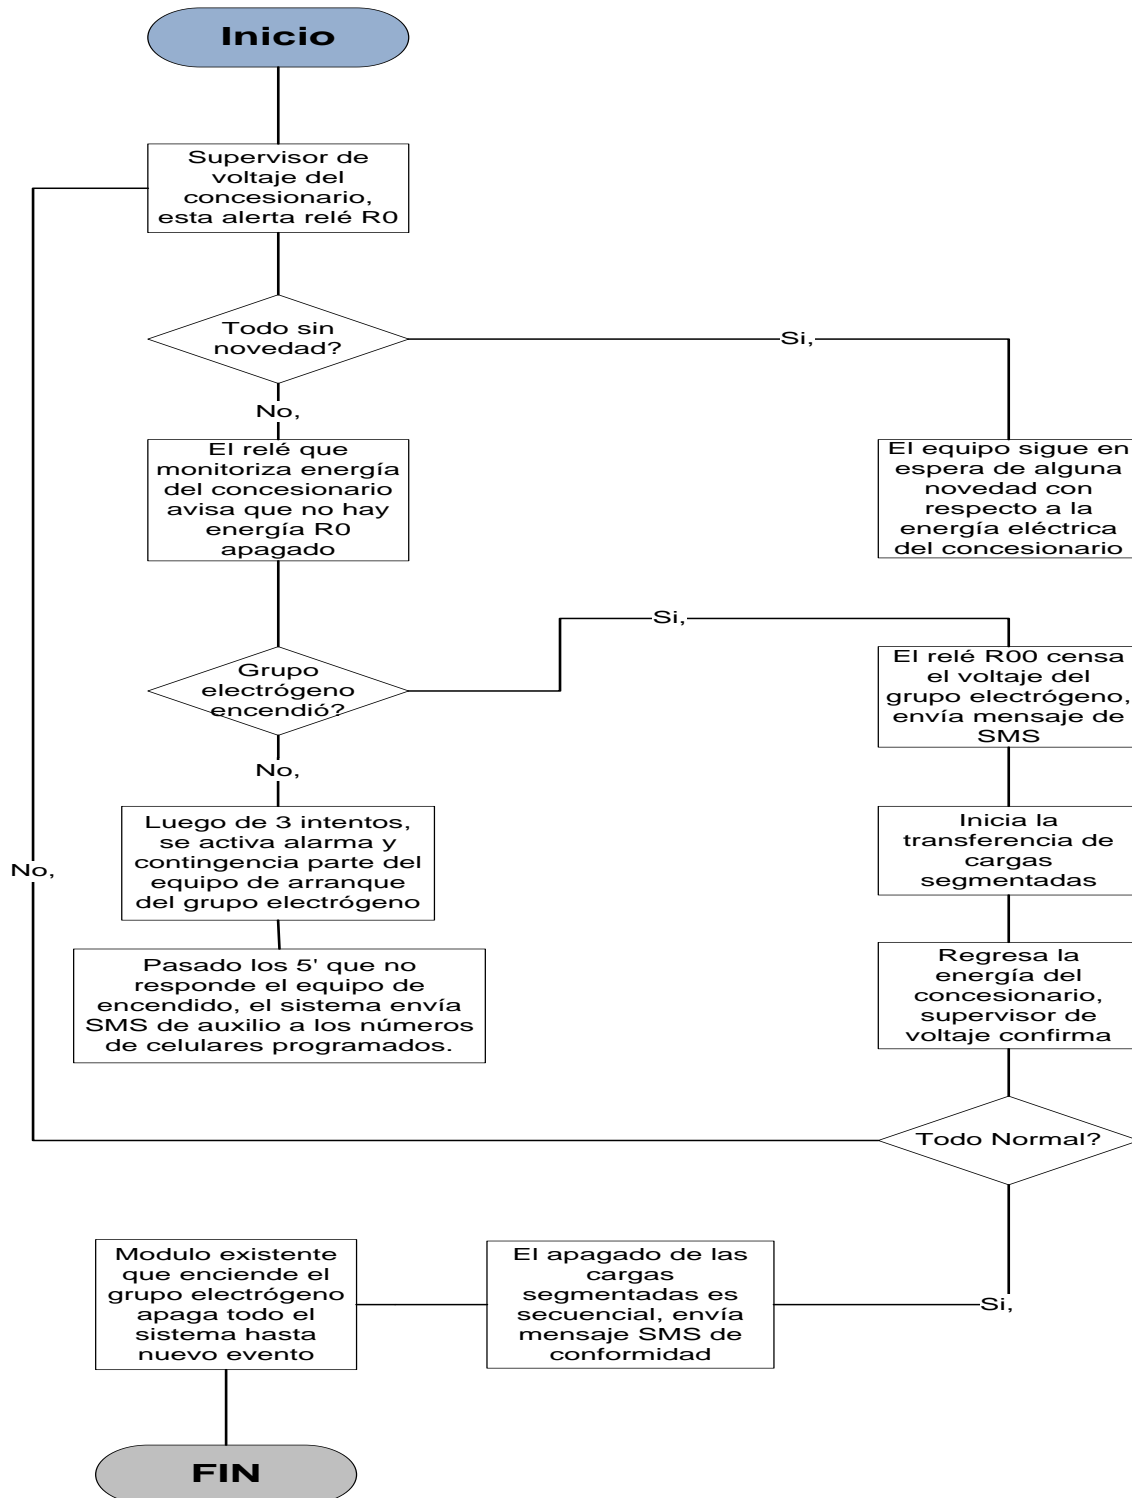 Inicio
Supervisor de
voltaje del
concesionario,
esta alerta relé R0
Todo sin
novedad?
Si,
No,
El relé que
monitoriza energía
del concesionario
avisa que no hay
energía R0
apagado
El equipo sigue en
espera de alguna
novedad con
respecto a la
energía eléctrica
del concesionario
Si,
Grupo
electrógeno
encendió?
El relé R00 censa
el voltaje del
grupo electrógeno,
envía mensaje de
SMS
No,
Luego de 3 intentos,
se activa alarma y
contingencia parte del
equipo de arranque
del grupo electrógeno
Inicia la
transferencia de
cargas
segmentadas
No,
Pasado los 5' que no
responde el equipo de
encendido, el sistema envía
SMS de auxilio a los números
de celulares programados.
Regresa la
energía del
concesionario,
supervisor de
voltaje confirma
Todo Normal?
Si,
El apagado de las
cargas
segmentadas es
secuencial, envía
mensaje SMS de
conformidad
Modulo existente
que enciende el
grupo electrógeno
apaga todo el
sistema hasta
nuevo evento
FIN